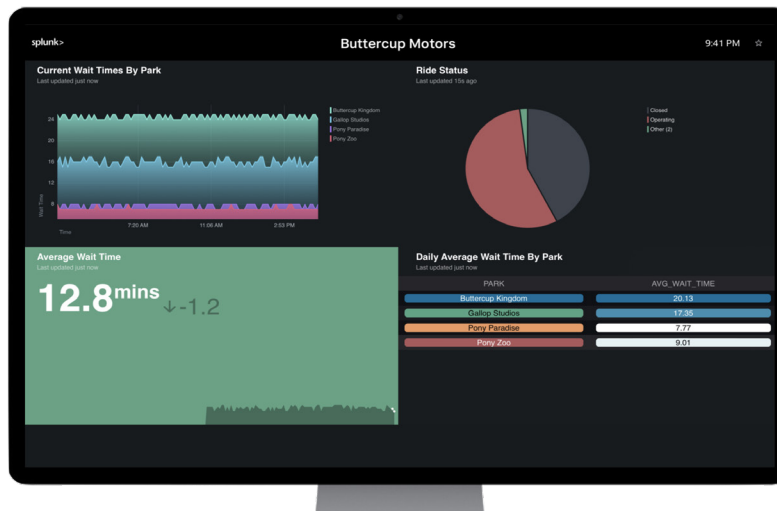 splunk>
Buttercup Motors
9:41 PM
Current Wait Times By Park
Last updated just now
24
20
16
12
8
Wait Time
7:20 AM
11:06 AM
2:53 PM
Time
Buttercup Kingdom
Gallop Studios
Pony Paradise
Pony Zoo
Ride Status
Last updated 15s ago
Closed
Operating
Other (2)
Average Wait Time
Last updated just now
12.8mins
↓-1.2
Daily Average Wait Time By Park
Last updated just now
PARK AVG_WAIT_TIME
Buttercup Kingdom 20.13
Gallop Studios 17.35
Pony Paradise 7.77
Pony Zoo 9.01